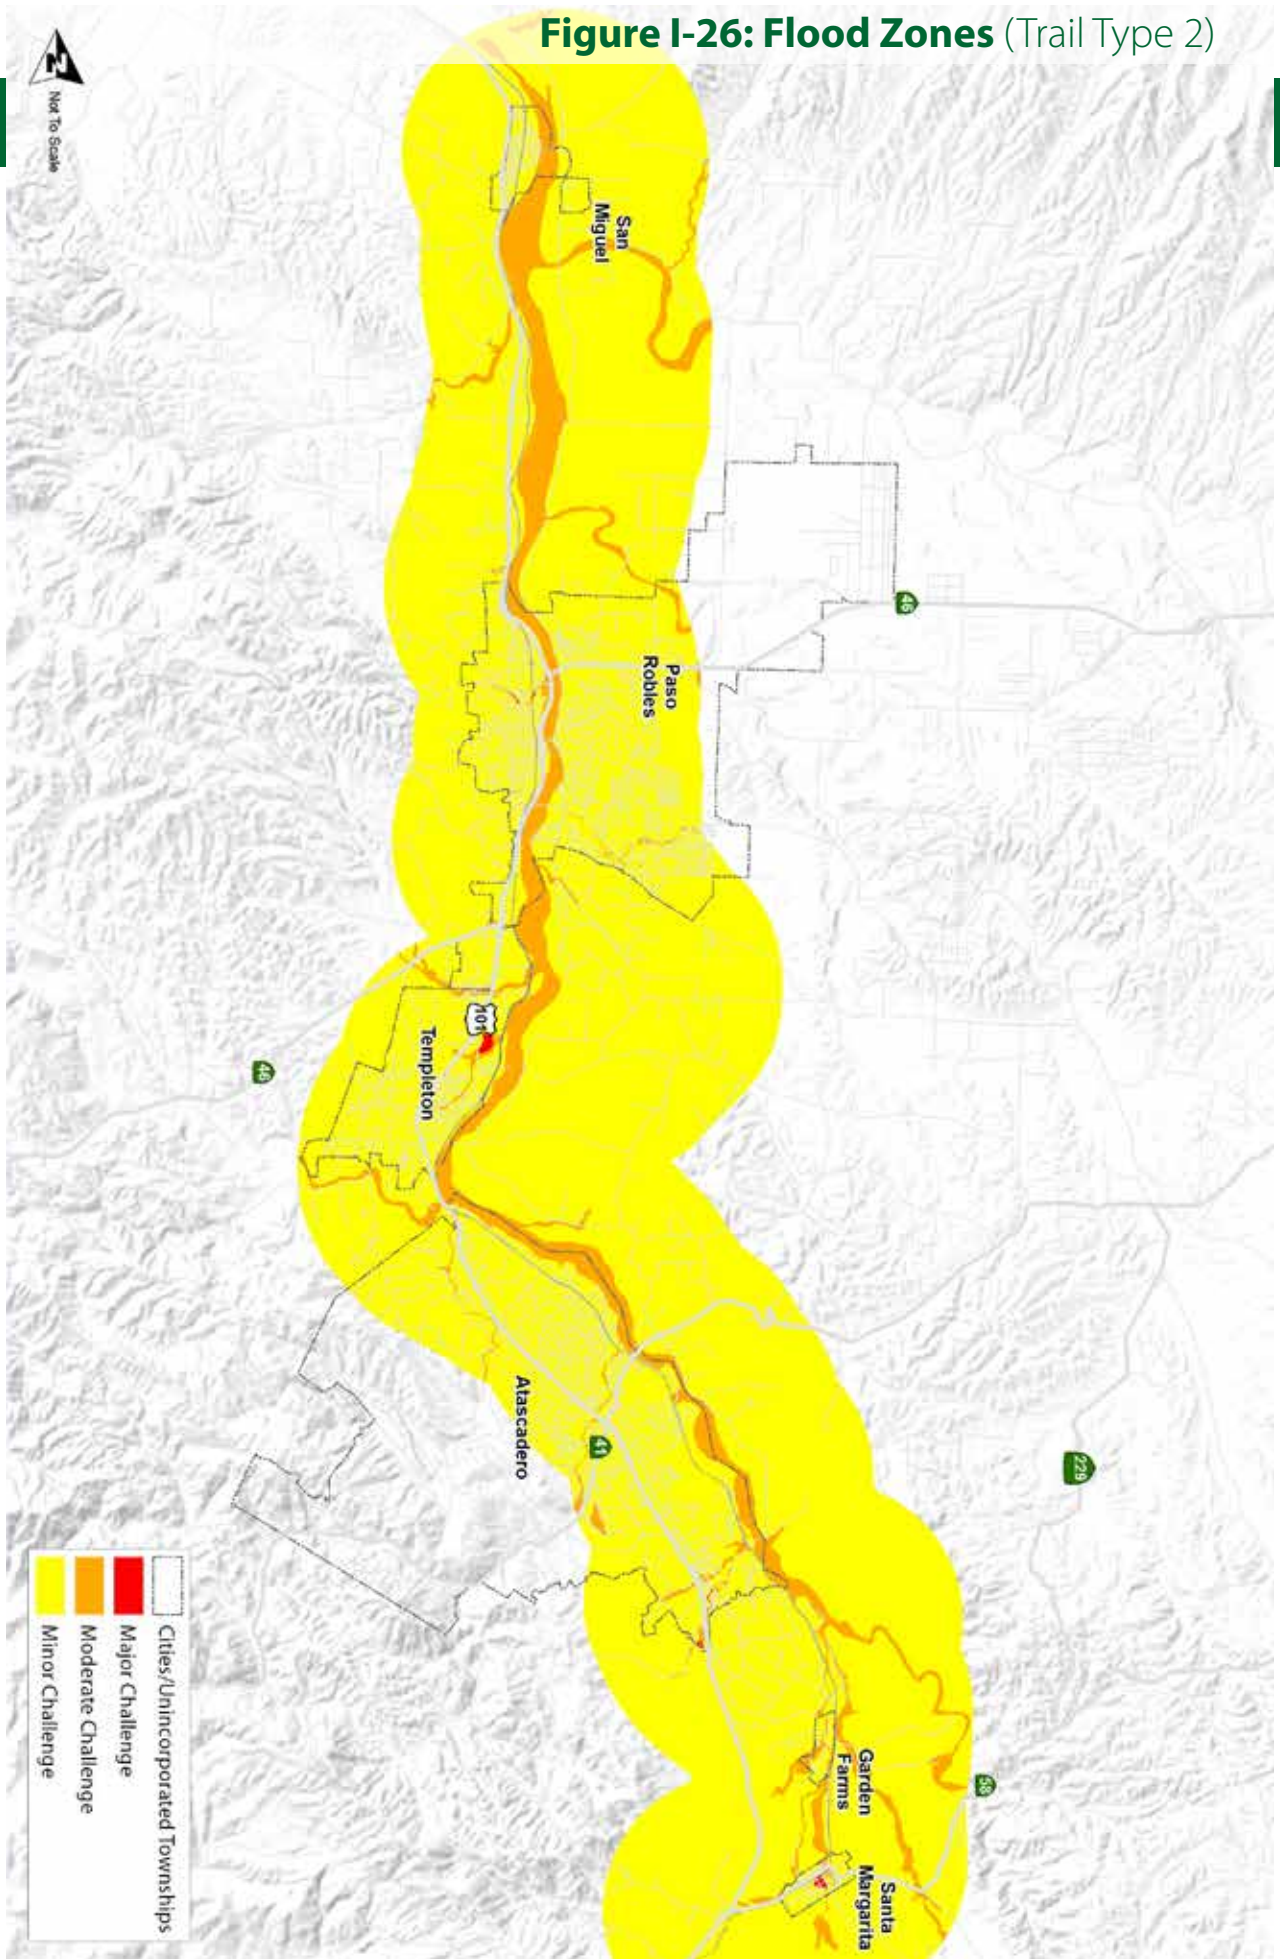 Figure I-26: Flood Zones (Trail Type 2)
N
Not To Scale
San
Miguel
46
Paso
Robles
101
Templeton
46
Atascadero
41
229
Garden
Farms
58
Santa
Margarita
Cities/Unincorporated Townships
Major Challenge
Moderate Challenge
Minor Challenge